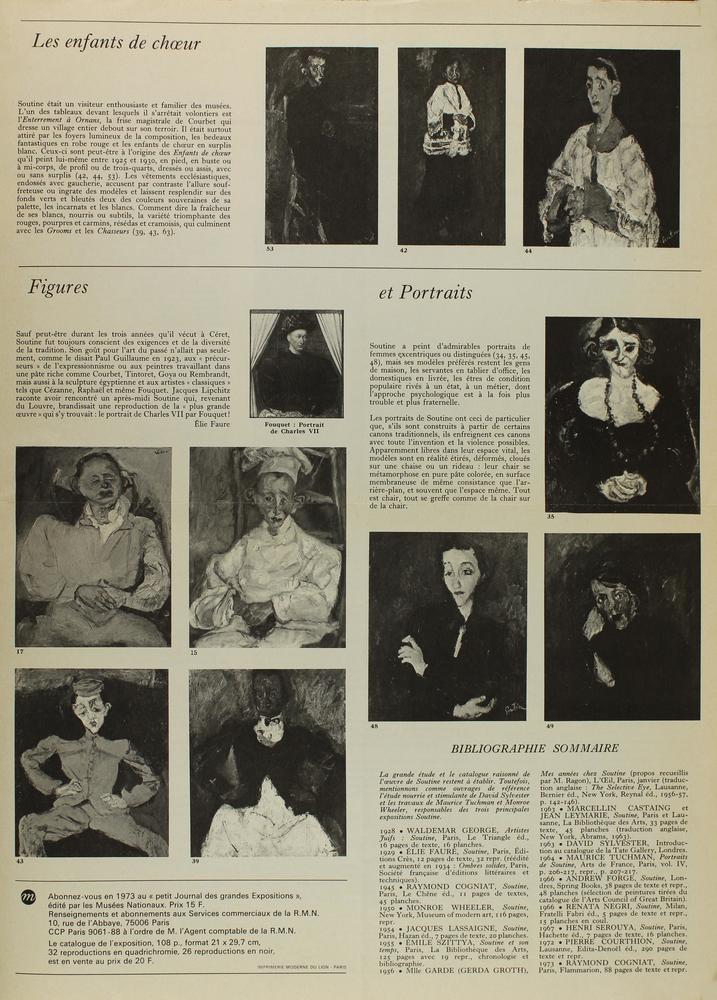 Les enfants de chœur
Soutine était un visiteur enthousiaste et familier des musées.
L'un des tableaux devant lesquels il s'arrêtait volontiers est
l'Enterrement à Ornans, la frise magistrale de Courbet qui
dresse un village entier debout sur son terroir. Il était surtout
attiré par les foyers lumineux de la composition, les bedeaux
fantastiques en robe rouge et les enfants de chœur en surplis
blanc. Ceux-ci sont peut-être à l'origine des Enfants de chœur
qu'il peint lui-même entre 1925 et 1930, en pied, en buste ou
à mi-corps, de profil ou de trois-quarts, dressés ou assis, avec
ou sans surplis (42, 44, 53). Les vêtements ecclésiastiques,
endossés avec gaucherie, accusent par contraste l'allure souf-
freteuse ou ingrate des modèles et laissent resplendir sur des
fonds verts et bleutés deux des couleurs souveraines de sa
palette, les incarnats et les blancs. Comment dire la fraîcheur
de ses blancs, nourris ou subtils, la variété triomphante des
rouges, pourpres et carmins, résédas et cramoisis, qui culminent
avec les Grooms et les Chasseurs (39, 43, 63).
53
42
44
Figures
Sauf peut-être durant les trois années qu'il vécut à Céret,
Soutine fut toujours conscient des exigences et de la diversité
de la tradition. Son goût pour l'art du passé n'allait pas seule-
ment, comme le disait Paul Guillaume en 1923, aux « précur-
seurs » de l'expressionnisme ou aux peintres travaillant dans
une pâte riche comme Courbet, Tintoret, Goya ou Rembrandt,
mais aussi à la sculpture égyptienne et aux artistes « classiques »
tels que Cézanne, Raphaël et même Fouquet. Jacques Lipchitz
raconte avoir rencontré un après-midi Soutine qui, revenant
du Louvre, brandissait une reproduction de la « plus grande
œuvre » qui s'y trouvait : le portrait de Charles VII par Fouquet!
Élie Faure
Fouquet : Portrait
de Charles VII
17
15
43
39
et Portraits
Soutine a peint d'admirables portraits de
femmes excentriques ou distinguées (34, 35, 45,
48), mais ses modèles préférés restent les gens
de maison, les servantes en tablier d'office, les
domestiques en livrée, les êtres de condition
populaire rivés à un état, à un métier, dont
l'approche psychologique est à la fois plus
trouble et plus fraternelle.
Les portraits de Soutine ont ceci de particulier
que, s'ils sont construits à partir de certains
canons traditionnels, ils enfreignent ces canons
avec toute l'invention et la violence possibles.
Apparemment libres dans leur espace vital, les
modèles sont en réalité étirés, déformés, cloués
sur une chaise ou un rideau : leur chair se
métamorphose en pure pâte colorée, en surface
membraneuse de même consistance que l'ar-
rière-plan, et souvent que l'espace même. Tout
est chair, tout se greffe comme de la chair sur
de la chair.
35
48
49
BIBLIOGRAPHIE SOMMAIRE
La grande étude et le catalogue raisonné de
l'œuvre de Soutine restent à établir. Toutefois,
mentionnons comme ouvrages de référence
l'étude nourrie et stimulante de David Sylvester
et les travaux de Maurice Tuchman et Monroe
Wheeler, responsables des trois principales
expositions Soutine.
1928 • WALDEMAR GEORGE, Artistes
Juifs : Soutine, Paris, Le Triangle éd.,
16 pages de texte, 16 planches.
1929 • ÉLIE FAURE, Soutine, Paris, Édi-
tions Crès, 12 pages de texte, 32 repr. (réédité
et augmenté en 1934 : Ombres solides, Paris,
Société française d'éditions littéraires et
techniques).
1945 • RAYMOND COGNIAT, Soutine,
Paris, Le Chêne éd., 11 pages de textes,
45 planches.
1950 • MONROE WHEELER, Soutine,
New York, Museum of modern art, 116 pages,
repr.
1954 • JACQUES LASSAIGNE, Soutine,
Paris, Hazan éd., 7 pages de texte, 20 planches.
1955 • EMILE SZITTYA, Soutine et son
temps, Paris, La Bibliothèque des Arts,
125 pages avec 19 repr., chronologie et
bibliographie.
1956 • Mlle GARDE (GERDA GROTH),
Mes années chez Soutine (propos recueillis
par M. Ragon), L'Œil, Paris, janvier (traduc-
tion anglaise : The Selective Eye, Lausanne,
Bernier éd., New York, Reynal éd., 1956-57,
p. 142-146).
1963 • MARCELLIN CASTAING et
JEAN LEYMARIE, Soutine, Paris et Lau-
sanne, La Bibliothèque des Arts, 33 pages de
texte, 45 planches (traduction anglaise,
New York, Abrams, 1963).
1963 • DAVID SYLVESTER, Introduc-
tion au catalogue de la Tate Gallery, Londres.
1964 • MAURICE TUCHMAN, Portraits
de Soutine, Arts de France, Paris, vol. IV,
p. 206-217, repr., p. 207-217.
1966 • ANDREW FORGE, Soutine, Lon-
dres, Spring Books, 38 pages de texte et repr.,
48 planches (sélection de peintures tirées du
catalogue de l'Arts Council of Great Britain).
1966 • RENATA NEGRI, Soutine, Milan,
Fratelli Fabri éd., 5 pages de texte et repr.,
15 planches en coul.
1967 • HENRI SEROUYA, Soutine, Paris,
Hachette éd., 7 pages de texte, 16 planches.
1972 • PIERRE COURTHION, Soutine,
Lausanne, Edita-Denoël éd., 290 pages de
texte et repr.
1973 • RAYMOND COGNIAT, Soutine,
Paris, Flammarion, 88 pages de texte et repr.
m
Abonnez-vous en 1973 au « petit Journal des grandes Expositions »,
édité par les Musées Nationaux. Prix 15 F.
Renseignements et abonnements aux Services commerciaux de la R.M.N.
10, rue de l'Abbaye, 75006 Paris
CCP Paris 9061-88 à l'ordre de M. l'Agent comptable de la R.M.N.
Le catalogue de l'exposition, 108 p., format 21 x 29,7 cm,
32 reproductions en quadrichromie, 26 reproductions en noir,
est en vente au prix de 20 F.
IMPRIMERIE MODERNE DU LION - PARIS